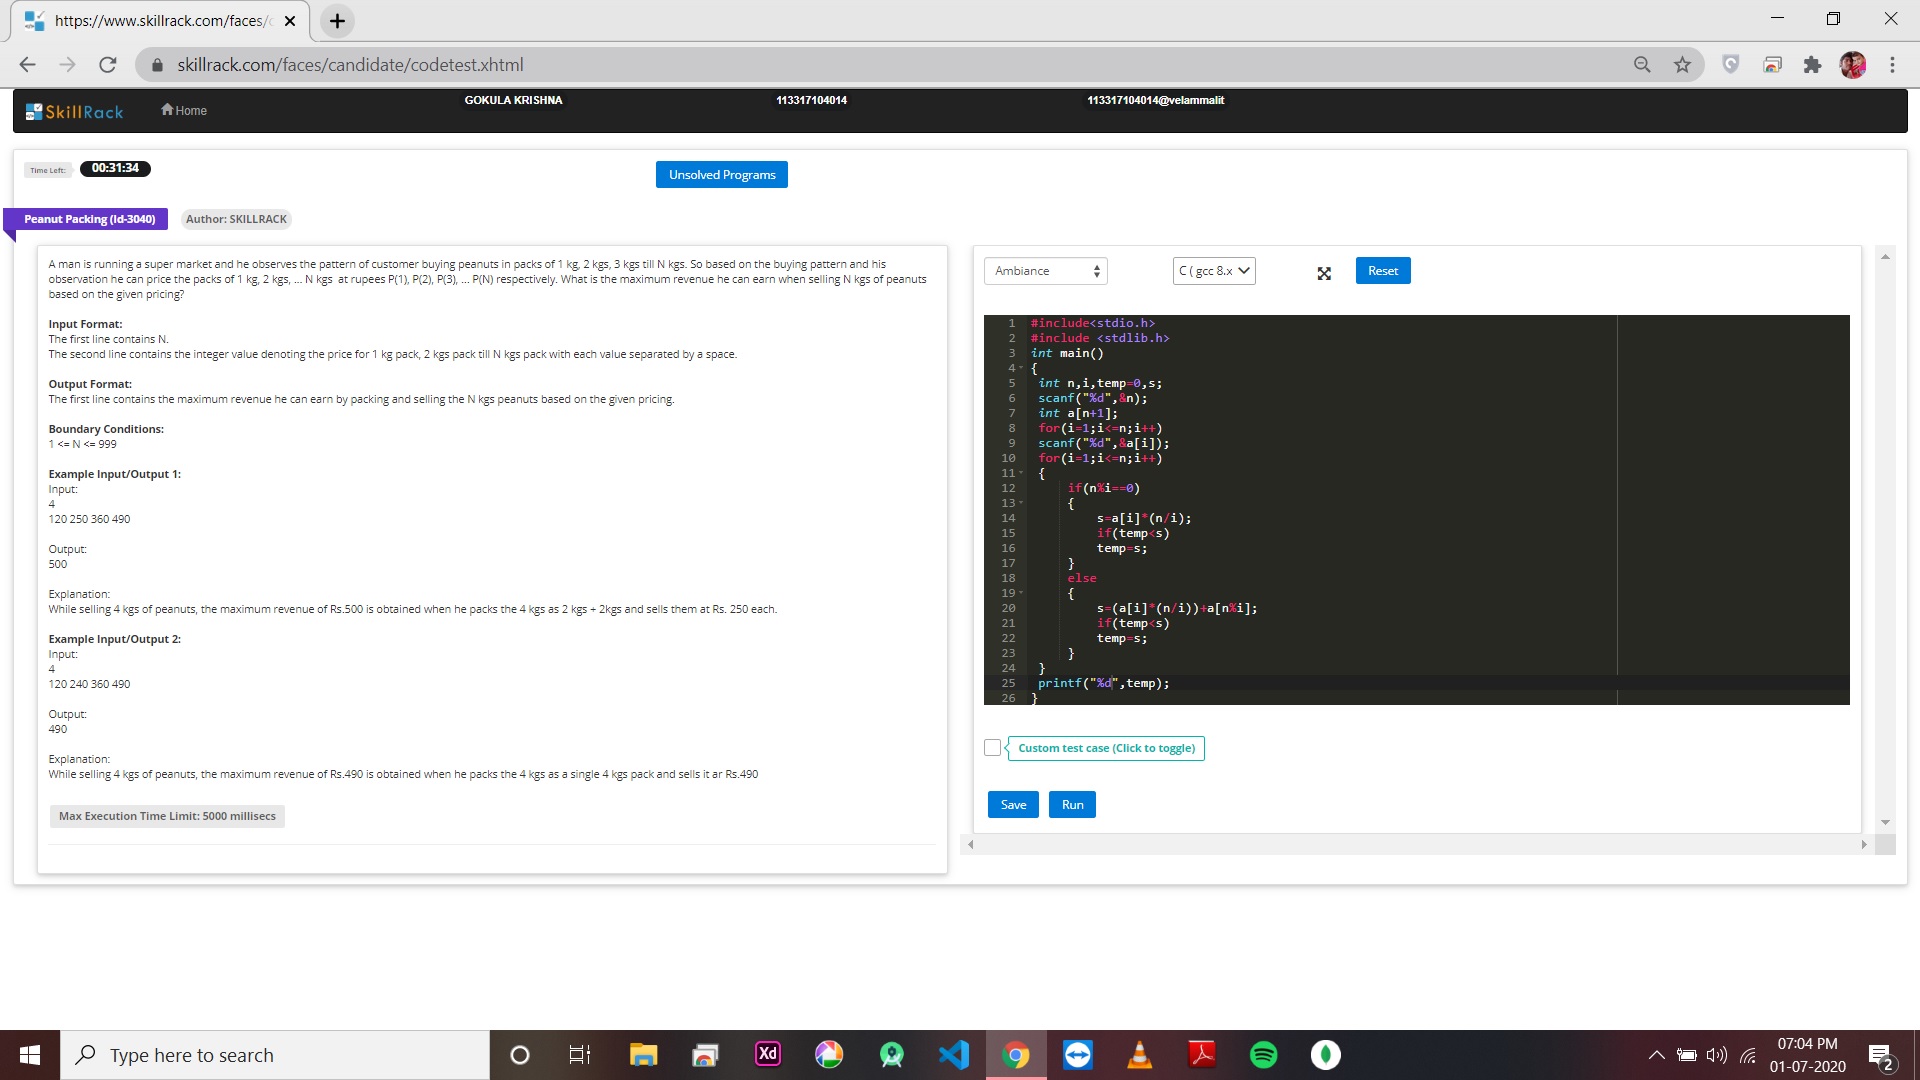 https://www.skillrack.com/faces/c
skillrack.com/faces/candidate/codetest.xhtml
SkillRack
Home
GOKULA KRISHNA
113317104014
113317104014@velammalit
Time Left:
00:31:34
Unsolved Programs
Peanut Packing (Id-3040)
Author: SKILLRACK
A man is running a super market and he observes the pattern of customer buying peanuts in packs of 1 kg, 2 kgs, 3 kgs till N kgs. So based on the buying pattern and his
observation he can price the packs of 1 kg, 2 kgs, ... N kgs at rupees P(1), P(2), P(3), ... P(N) respectively. What is the maximum revenue he can earn when selling N kgs of peanuts
based on the given pricing?
Input Format:
The first line contains N.
The second line contains the integer value denoting the price for 1 kg pack, 2 kgs pack till N kgs pack with each value separated by a space.
Output Format:
The first line contains the maximum revenue he can earn by packing and selling the N kgs peanuts based on the given pricing.
Boundary Conditions:
1 <= N <= 999
Example Input/Output 1:
Input:
4
120 250 360 490
Output:
500
Explanation:
While selling 4 kgs of peanuts, the maximum revenue of Rs.500 is obtained when he packs the 4 kgs as 2 kgs + 2kgs and sells them at Rs. 250 each.
Example Input/Output 2:
Input:
4
120 240 360 490
Output:
490
Explanation:
While selling 4 kgs of peanuts, the maximum revenue of Rs.490 is obtained when he packs the 4 kgs as a single 4 kgs pack and sells it ar Rs.490
Max Execution Time Limit: 5000 millisecs
Ambiance
C ( gcc 8.x
Reset
1 #include<stdio.h>
2 #include <stdlib.h>
3 int main()
4 {
5 int n,i,temp=0,s;
6 scanf("%d",&n);
7 int a[n+1];
8 for(i=1;i<=n;i++)
9 scanf("%d",&a[i]);
10 for(i=1;i<=n;i++)
11 {
12 if(n%i==0)
13 {
14 s=a[i]*(n/i);
15 if(temp<s)
16 temp=s;
17 }
18 else
19 {
20 s=(a[i]*(n/i))+a[n%i];
21 if(temp<s)
22 temp=s;
23 }
24 }
25 printf("%d",temp);
26 }
Custom test case (Click to toggle)
Save
Run
Type here to search
Xd
07:04 PM
01-07-2020
2